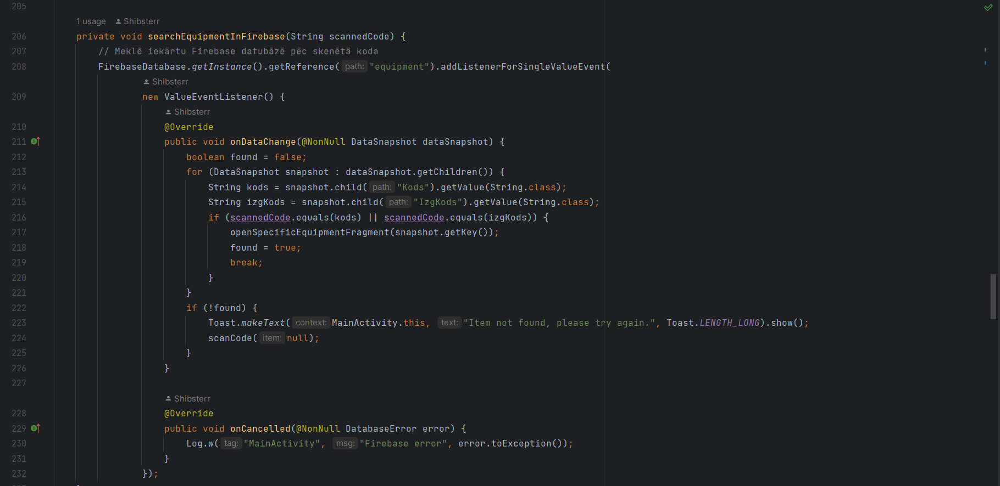 205
1 usage Shibsterr
206 private void searchEquipmentInFirebase(String scannedCode) {
207 // Meklē iekārtu Firebase datubāzē pēc skenētā koda
208 FirebaseDatabase.getInstance().getReference( path: "equipment").addListenerForSingleValueEvent(
Shibsterr
209 new ValueEventListener() {
Shibsterr
210 @Override
211 public void onDataChange(@NonNull DataSnapshot dataSnapshot) {
212 boolean found = false;
213 for (DataSnapshot snapshot : dataSnapshot.getChildren()) {
214 String kods = snapshot.child( path: "Kods").getValue(String.class);
215 String izgKods = snapshot.child( path: "IzgKods").getValue(String.class);
216 if (scannedCode.equals(kods) || scannedCode.equals(izgKods)) {
217 openSpecificEquipmentFragment(snapshot.getKey());
218 found = true;
219 break;
220 }
221 }
222 if (!found) {
223 Toast.makeText( context: MainActivity.this, text: "Item not found, please try again.", Toast.LENGTH_LONG).show();
224 scanCode( item: null);
225 }
226 }
227
Shibsterr
228 @Override
229 public void onCancelled(@NonNull DatabaseError error) {
230 Log.w( tag: "MainActivity", msg: "Firebase error", error.toException());
231 }
232 });